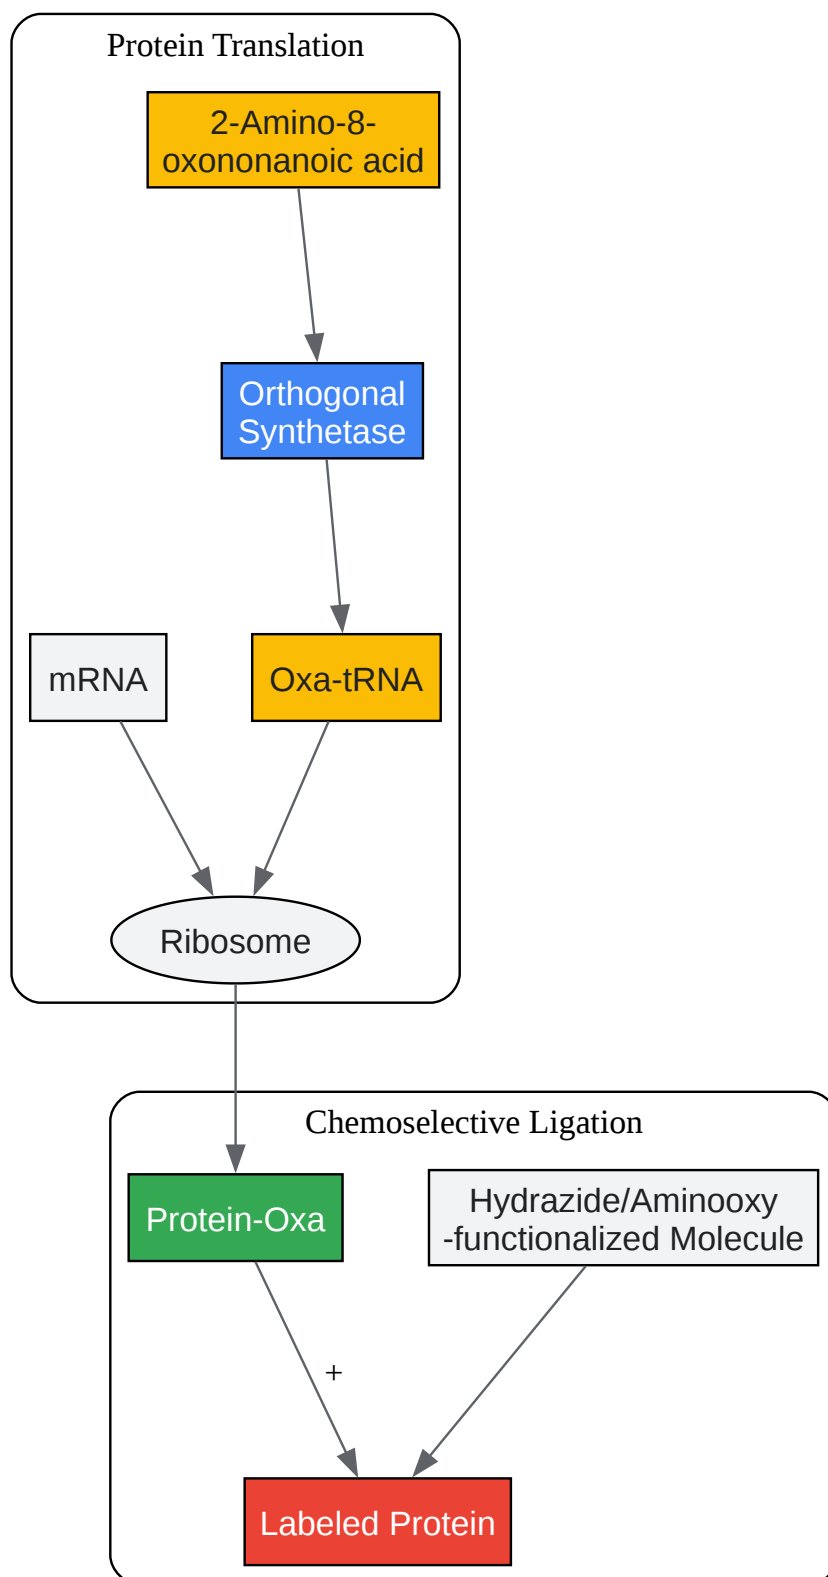 Protein Translation
2-Amino-8-
oxononanoic acid
Orthogonal
Synthetase
mRNA
Oxa-tRNA
Ribosome
Chemoselective Ligation
Protein-Oxa
Hydrazide/Aminooxy
-functionalized Molecule
+
Labeled Protein